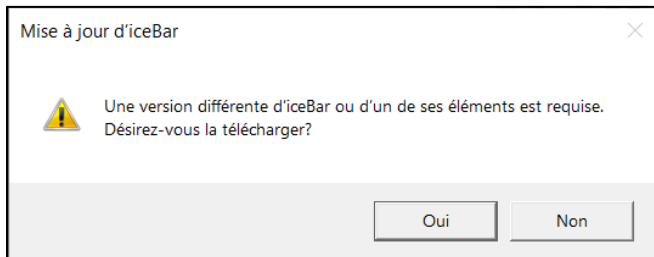 Mise à jour d'iceBar
Une version différente d'iceBar ou d'un de ses éléments est requise.
Désirez-vous la télécharger?
Oui
Non